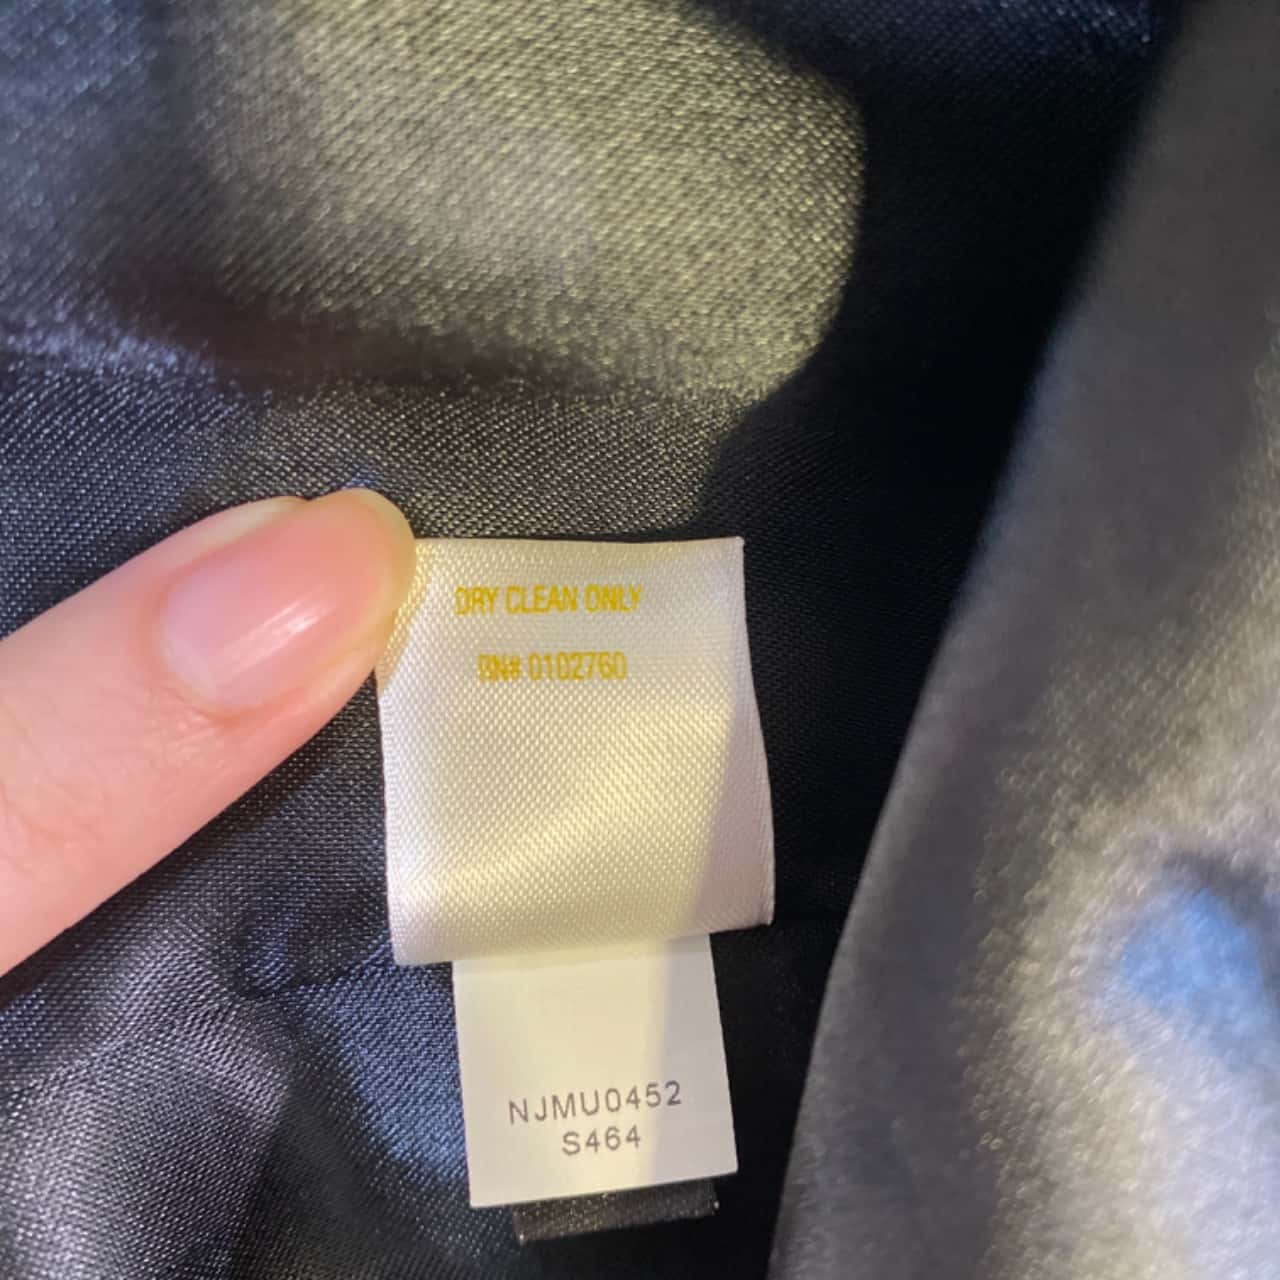 DRY CLEAN ONLY
RN# 0102760
NJMU0452
S464